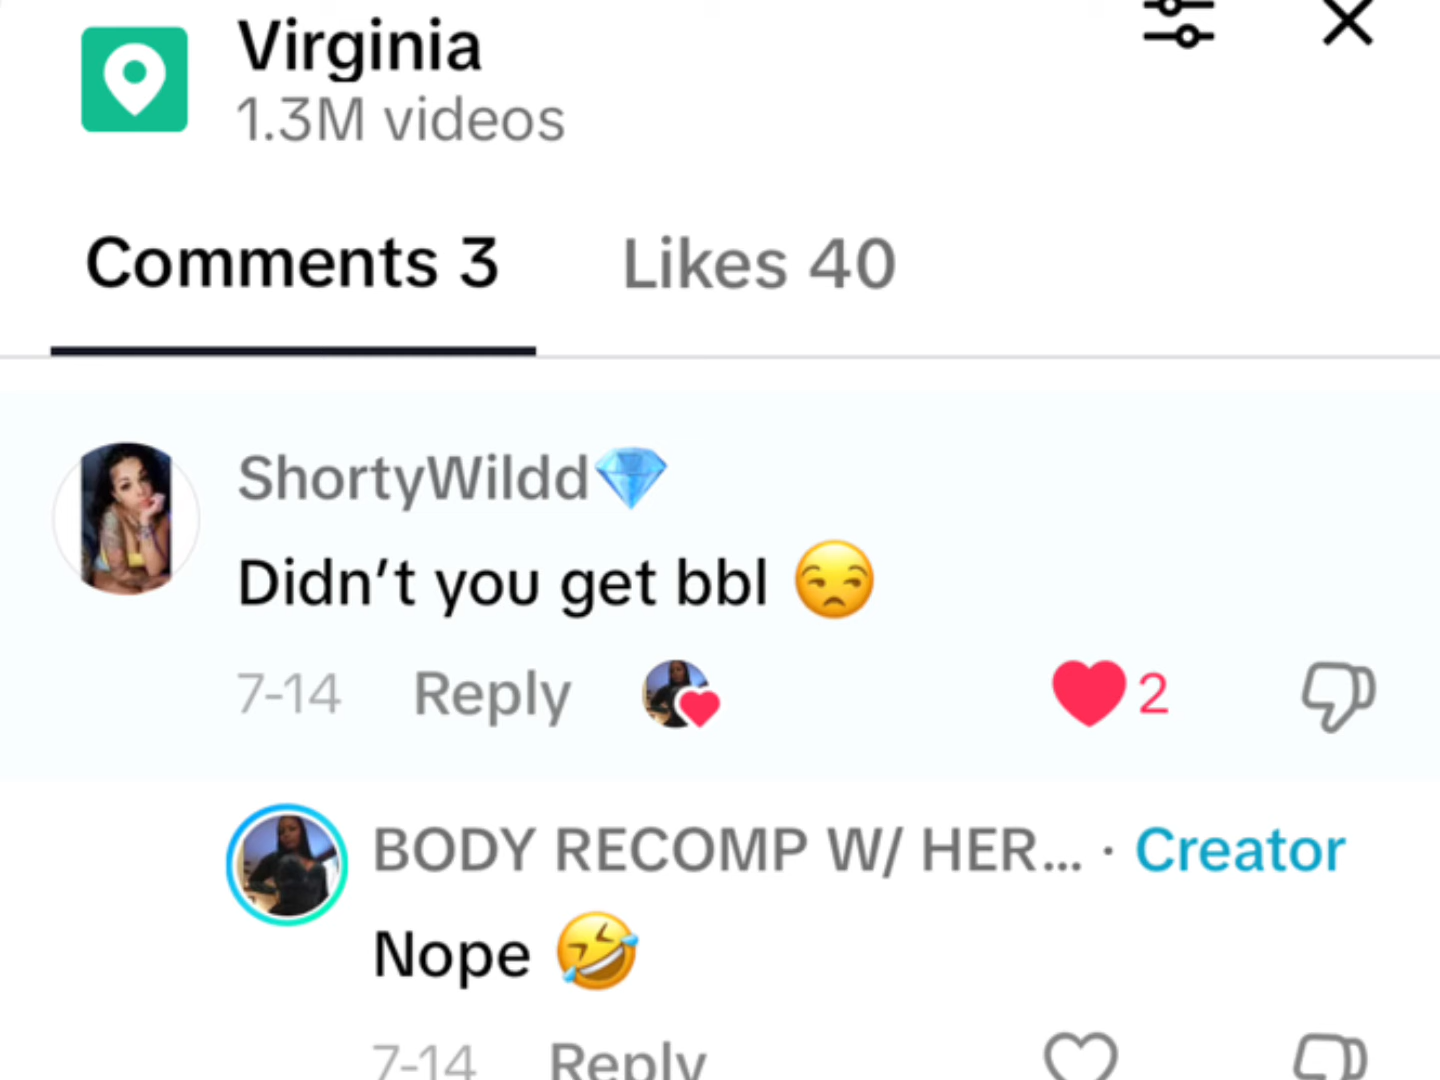 Virginia
1.3M videos
Comments 3
Likes 40
ShortyWildd💎
Didn't you get bbl 😒
7-14 Reply
2
BODY RECOMP W/ HER... · Creator
Nope 🤣
7-14 Reply